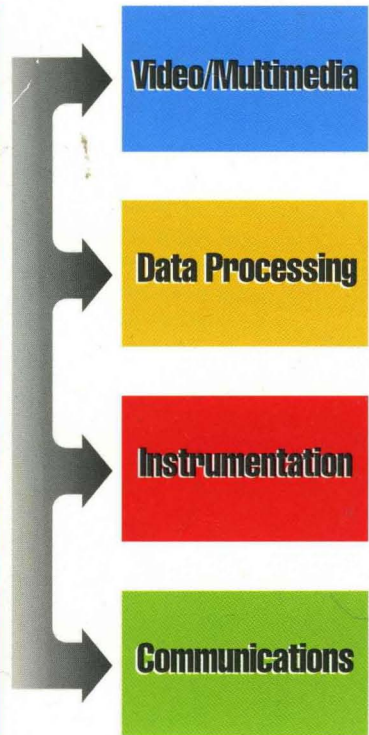 Video/Multimedia
Data Processing
Instrumentation
Communications